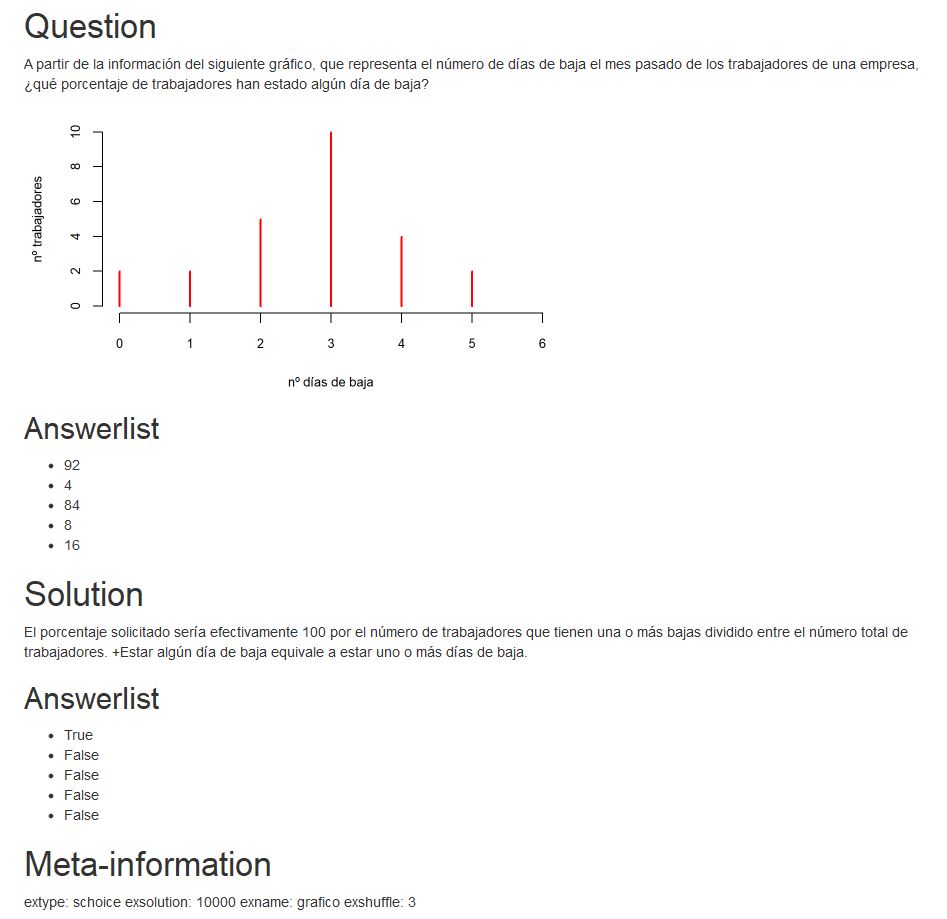 Question
A partir de la información del siguiente gráfico, que representa el número de días de baja el mes pasado de los trabajadores de una empresa,
¿qué porcentaje de trabajadores han estado algún día de baja?
nº trabajadores
10
8
6
4
2
0
0 1 2 3 4 5 6
nº días de baja
Answerlist
• 92
• 4
• 84
• 8
• 16
Solution
El porcentaje solicitado sería efectivamente 100 por el número de trabajadores que tienen una o más bajas dividido entre el número total de
trabajadores. +Estar algún día de baja equivale a estar uno o más días de baja.
Answerlist
• True
• False
• False
• False
• False
Meta-information
extype: schoice exsolution: 10000 exname: grafico exshuffle: 3